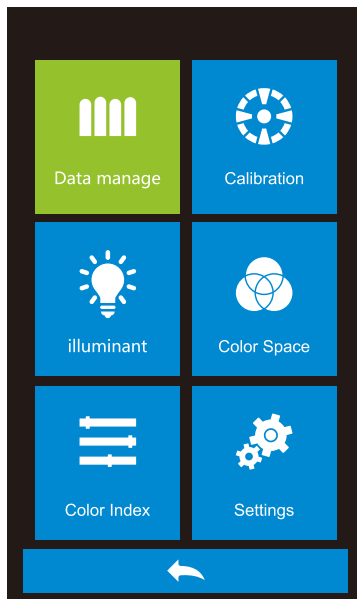 Data manage
Calibration
illuminant
Color Space
Color Index
Settings